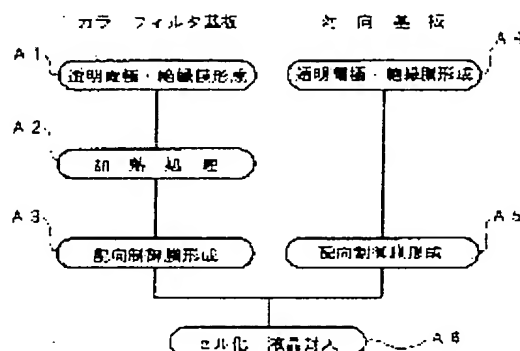 カラーフィルタ基板 対向基板
A1 透明電極・絶縁膜形成 透明電極・絶縁膜形成 A4
A2 加熱処理
A3 配向制御膜形成 配向制御膜形成 A5
セル化 液晶封入 A6